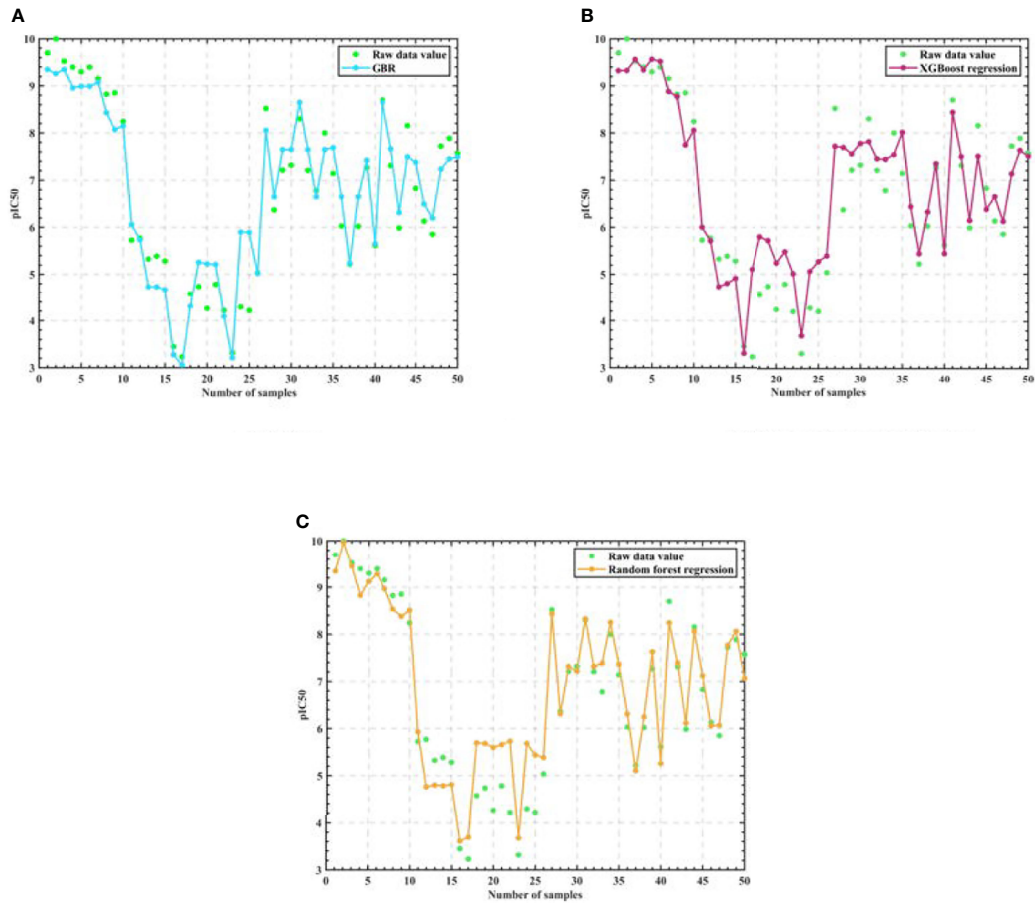 A
Raw data value
GBR
10
9
8
7
6
5
4
3
pIC50
0 5 10 15 20 25 30 35 40 45 50
Number of samples
B
Raw data value
XGBoost regression
10
9
8
7
6
5
4
3
pIC50
0 5 10 15 20 25 30 35 40 45 50
Number of samples
C
Raw data value
Random forest regression
10
9
8
7
6
5
4
3
pIC50
0 5 10 15 20 25 30 35 40 45 50
Number of samples